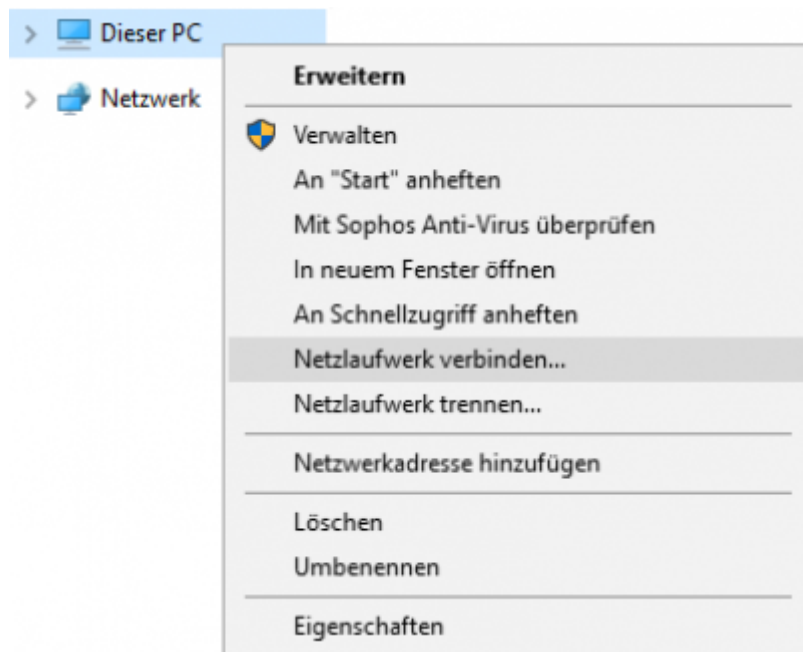 Dieser PC
Netzwerk
Erweitern
Verwalten
An "Start" anheften
Mit Sophos Anti-Virus überprüfen
In neuem Fenster öffnen
An Schnellzugriff anheften
Netzlaufwerk verbinden...
Netzlaufwerk trennen...
Netzwerkadresse hinzufügen
Löschen
Umbenennen
Eigenschaften